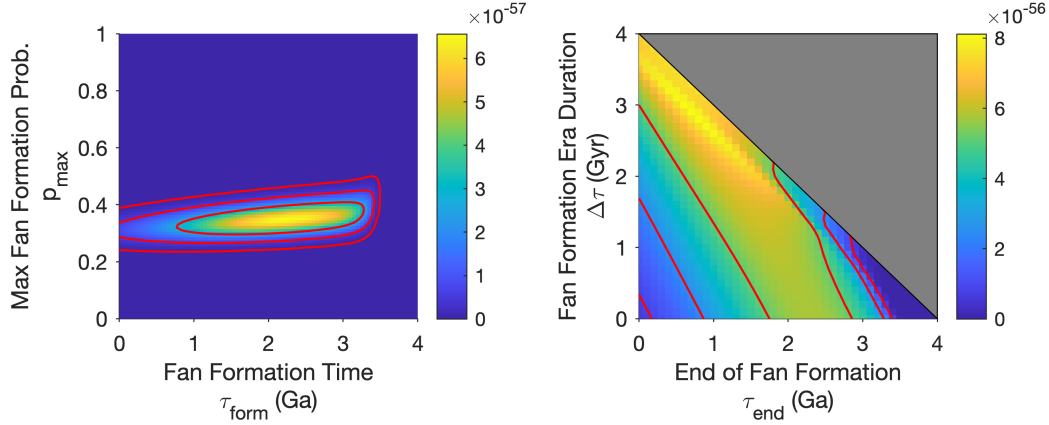 ×10⁻⁵⁷
1
0.8
0.6
0.4
0.2
0
Max Fan Formation Prob.
p_max
0 1 2 3 4
Fan Formation Time
τ_form (Ga)
6
5
4
3
2
1
0
×10⁻⁵⁶
4
3
2
1
0
Fan Formation Era Duration
Δτ (Gyr)
0 1 2 3 4
End of Fan Formation
τ_end (Ga)
8
6
4
2
0